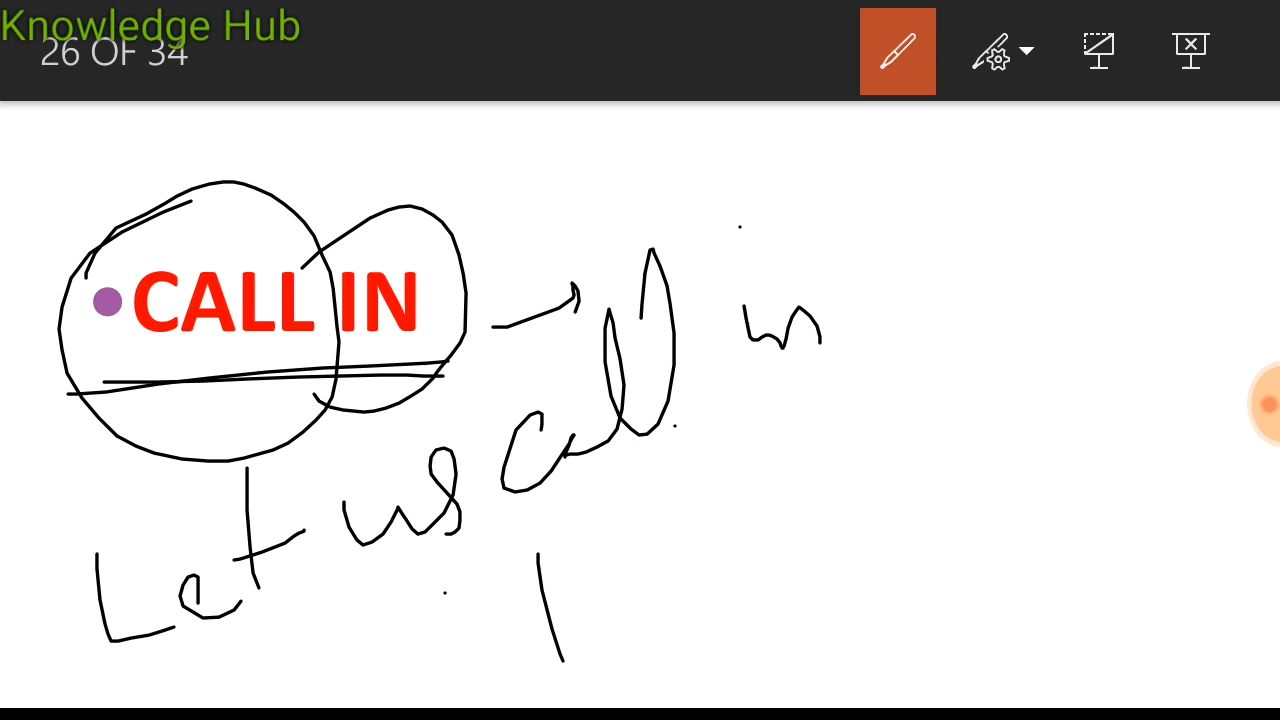 Knowledge Hub
26 OF 34
• CALL IN
Let us call in